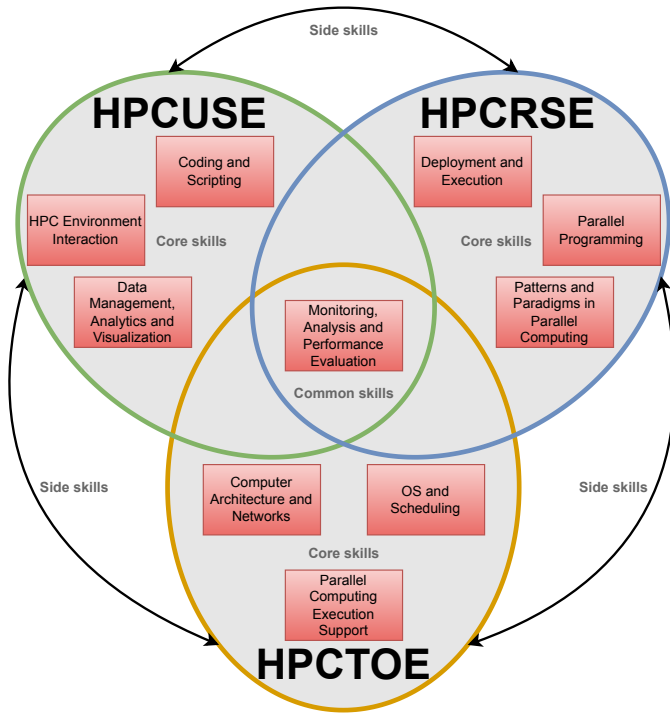 Side skills
HPCUSE
HPCRSE
Coding and
Scripting
Deployment and
Execution
HPC Environment
Interaction
Core skills
Core skills
Parallel
Programming
Data
Management,
Analytics and
Visualization
Patterns and
Paradigms in
Parallel
Computing
Monitoring,
Analysis and
Performance
Evaluation
Common skills
Side skills
Computer
Architecture and
Networks
OS and
Scheduling
Side skills
Core skills
Parallel
Computing
Execution
Support
HPCTOE